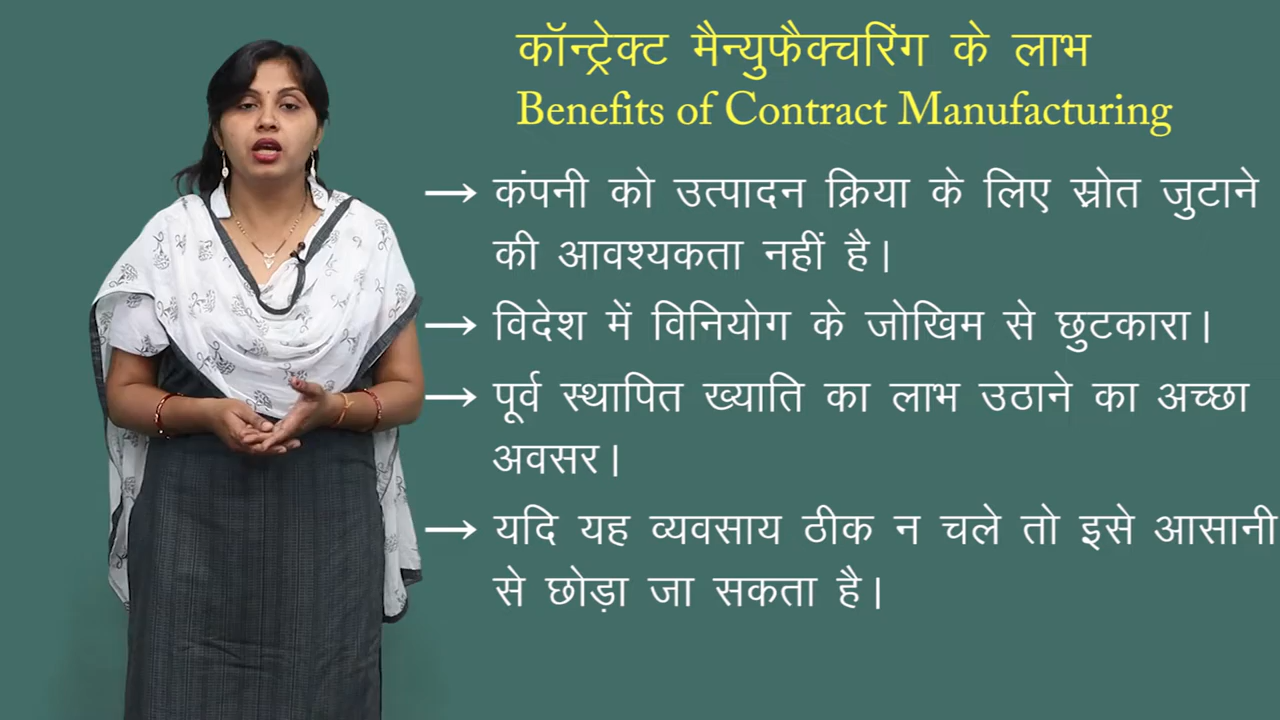 कॉन्ट्रेक्ट मैन्युफैक्चरिंग के लाभ
Benefits of Contract Manufacturing
→ कंपनी को उत्पादन क्रिया के लिए स्रोत जुटाने
की आवश्यकता नहीं है।
→ विदेश में विनियोग के जोखिम से छुटकारा।
→ पूर्व स्थापित ख्याति का लाभ उठाने का अच्छा
अवसर।
→ यदि यह व्यवसाय ठीक न चले तो इसे आसानी
से छोड़ा जा सकता है।